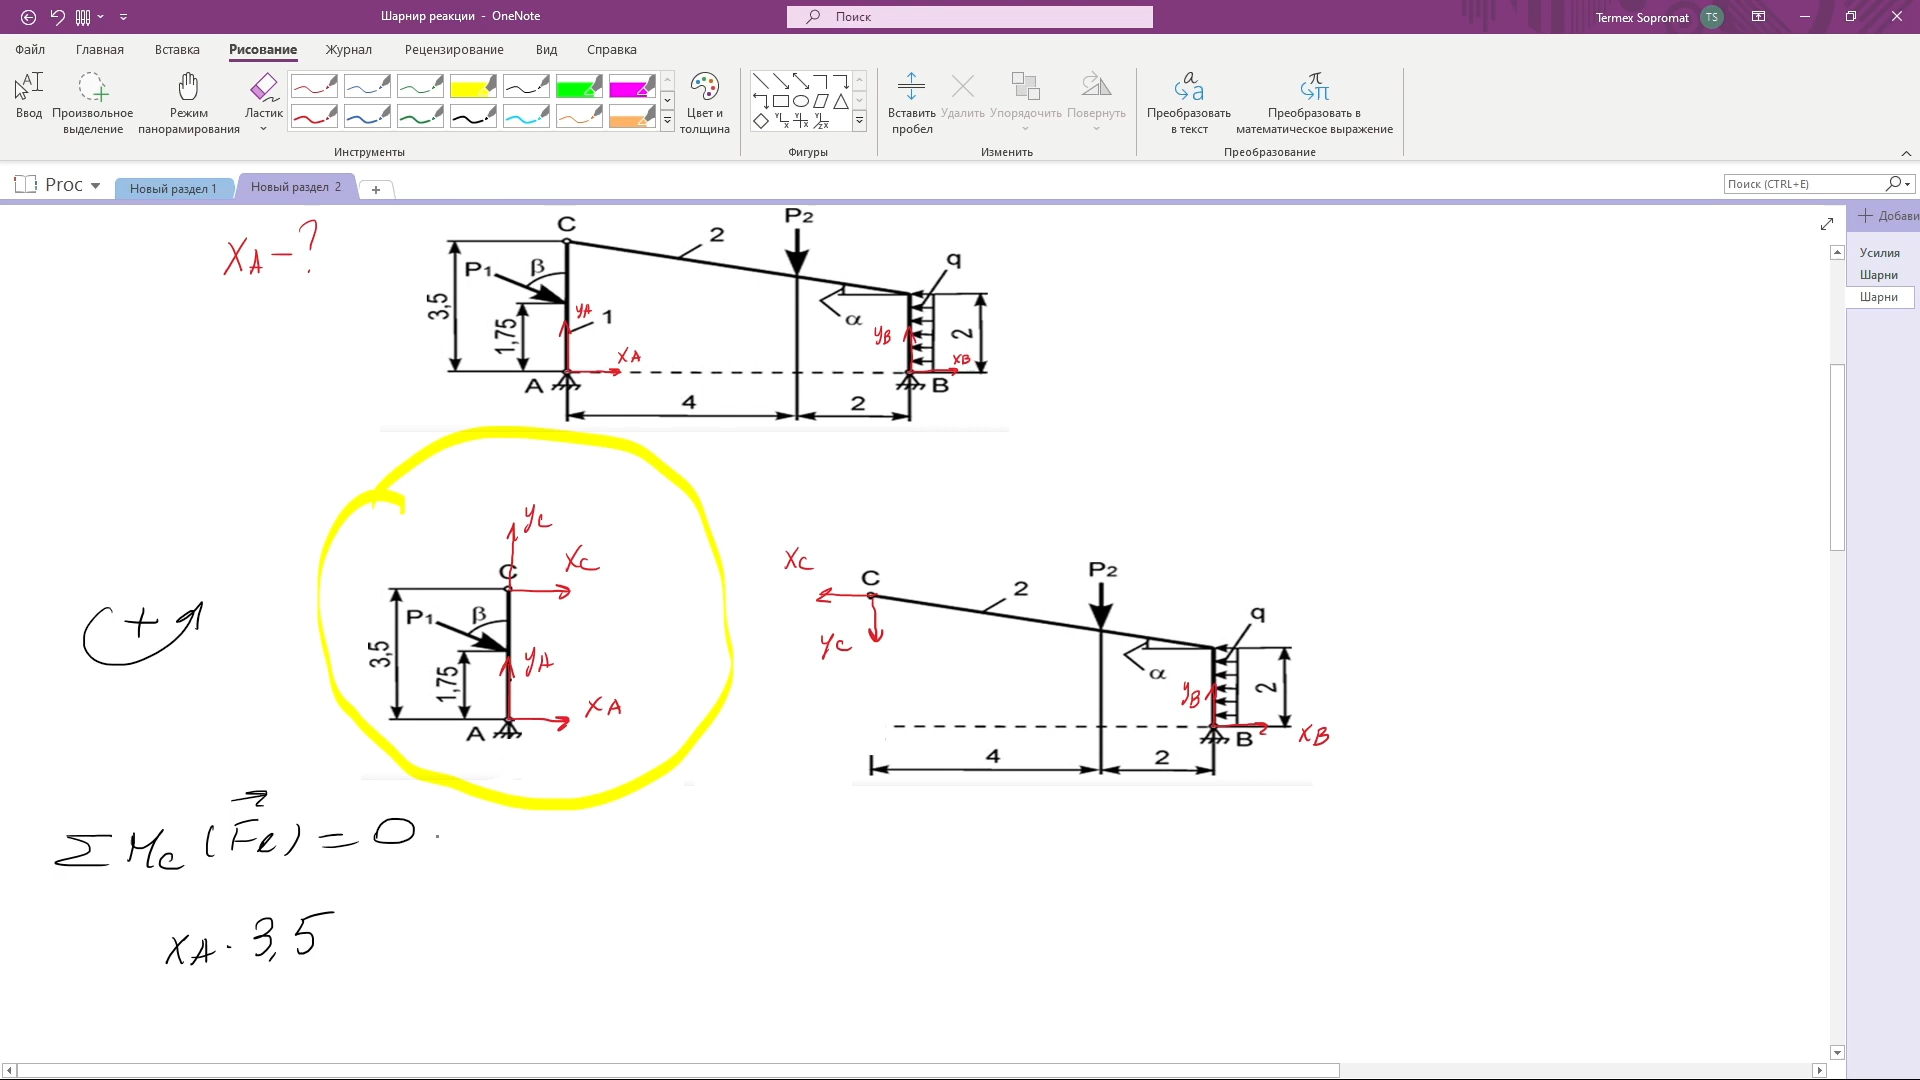 Шарнир реакции - OneNote
Поиск
Termex Sopromat
TS
Файл Главная Вставка Рисование Журнал Рецензирование Вид Справка
Ввод
Произвольное выделение
Режим панорамирования
Ластик
Цвет и толщина
Вставить пробел
Удалить
Упорядочить
Повернуть
Преобразовать в текст
Преобразовать в математическое выражение
Инструменты
Фигуры
Изменить
Преобразование
Proc
Новый раздел 1
Новый раздел 2
+
Поиск (CTRL+E)
Добави
Усилия
Шарни
Шарни
XA - ?
C
2
P2
q
P1
β
3,5
1,75
YA
1
XA
α
YB
2
XB
A
B
4
2
YC
XC
C
P1
β
3,5
1,75
YA
XA
A
XC
C
YC
2
P2
q
α
YB
2
B
XB
4
2
+
Σ Mc (Fk) = 0
XA · 3,5